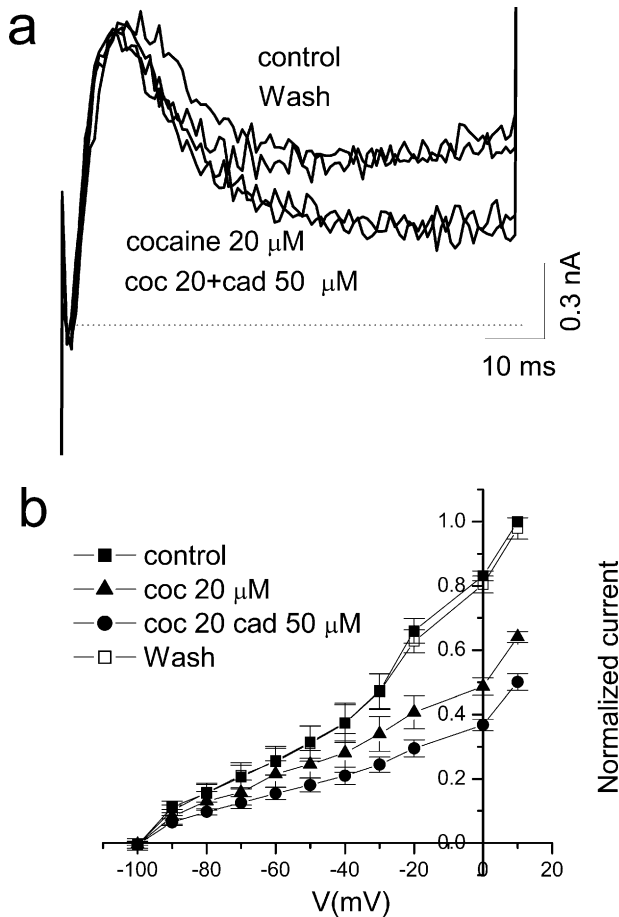 a
control
Wash
cocaine 20 μM
coc 20+cad 50 μM
0.3 nA
10 ms
b
control
coc 20 μM
coc 20 cad 50 μM
Wash
1.0
0.8
0.6
0.4
0.2
0.0
Normalized current
-100 -80 -60 -40 -20 0 20
V(mV)